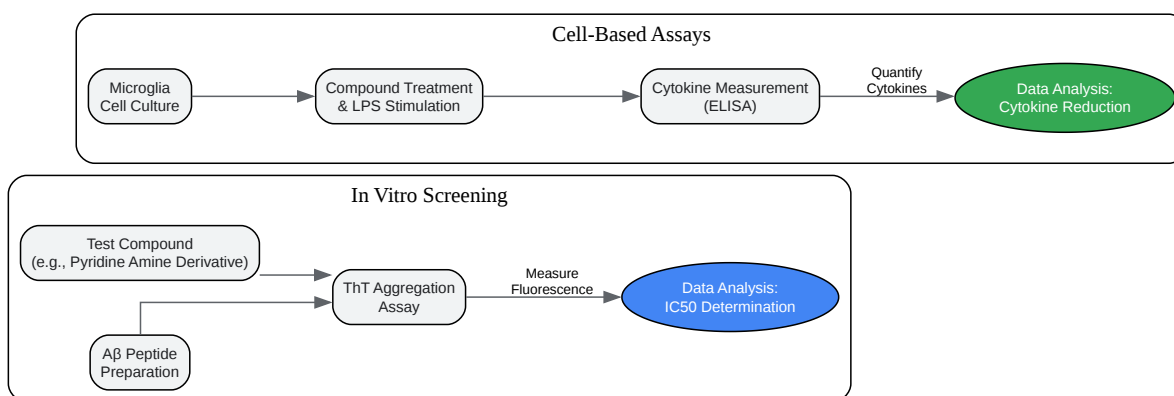 Cell-Based Assays
Microglia
Cell Culture
Compound Treatment
& LPS Stimulation
Cytokine Measurement
(ELISA)
Quantify
Cytokines
Data Analysis:
Cytokine Reduction
In Vitro Screening
Test Compound
(e.g., Pyridine Amine Derivative)
Aβ Peptide
Preparation
ThT Aggregation
Assay
Measure
Fluorescence
Data Analysis:
IC50 Determination